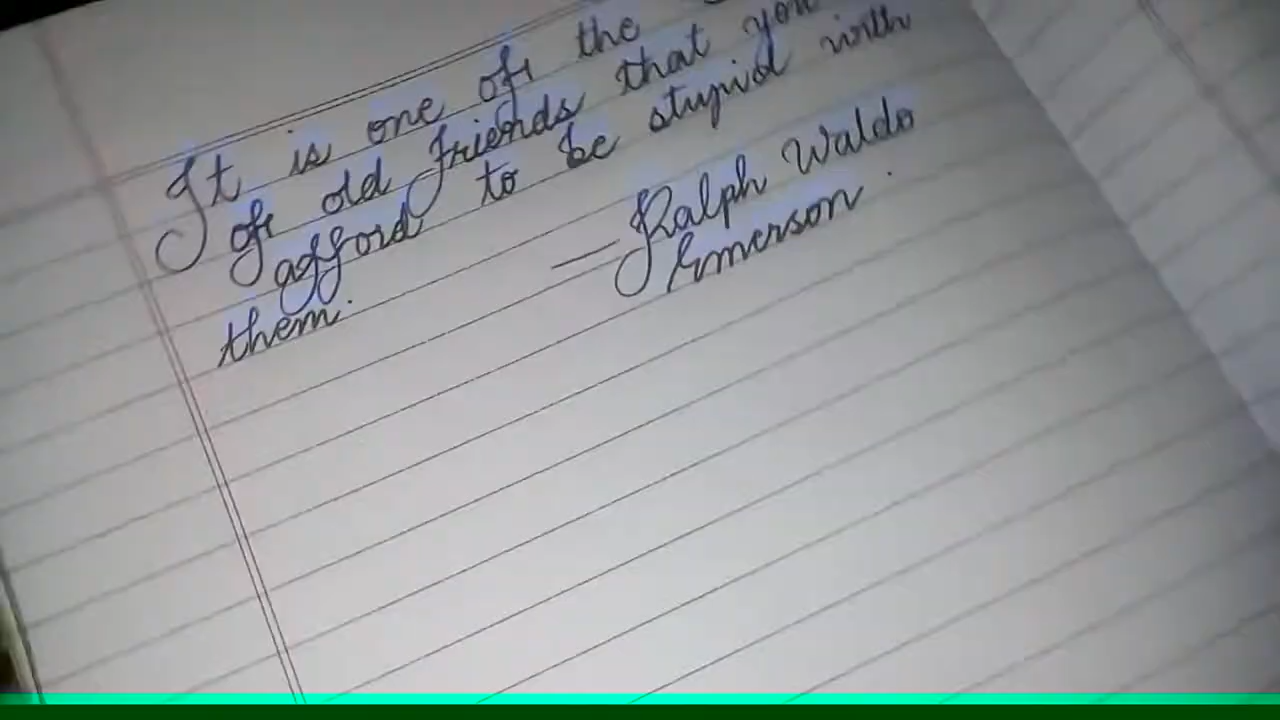 It is one of the
of old friends that you
afford to be stupid with
them.
— Ralph Waldo
Emerson.